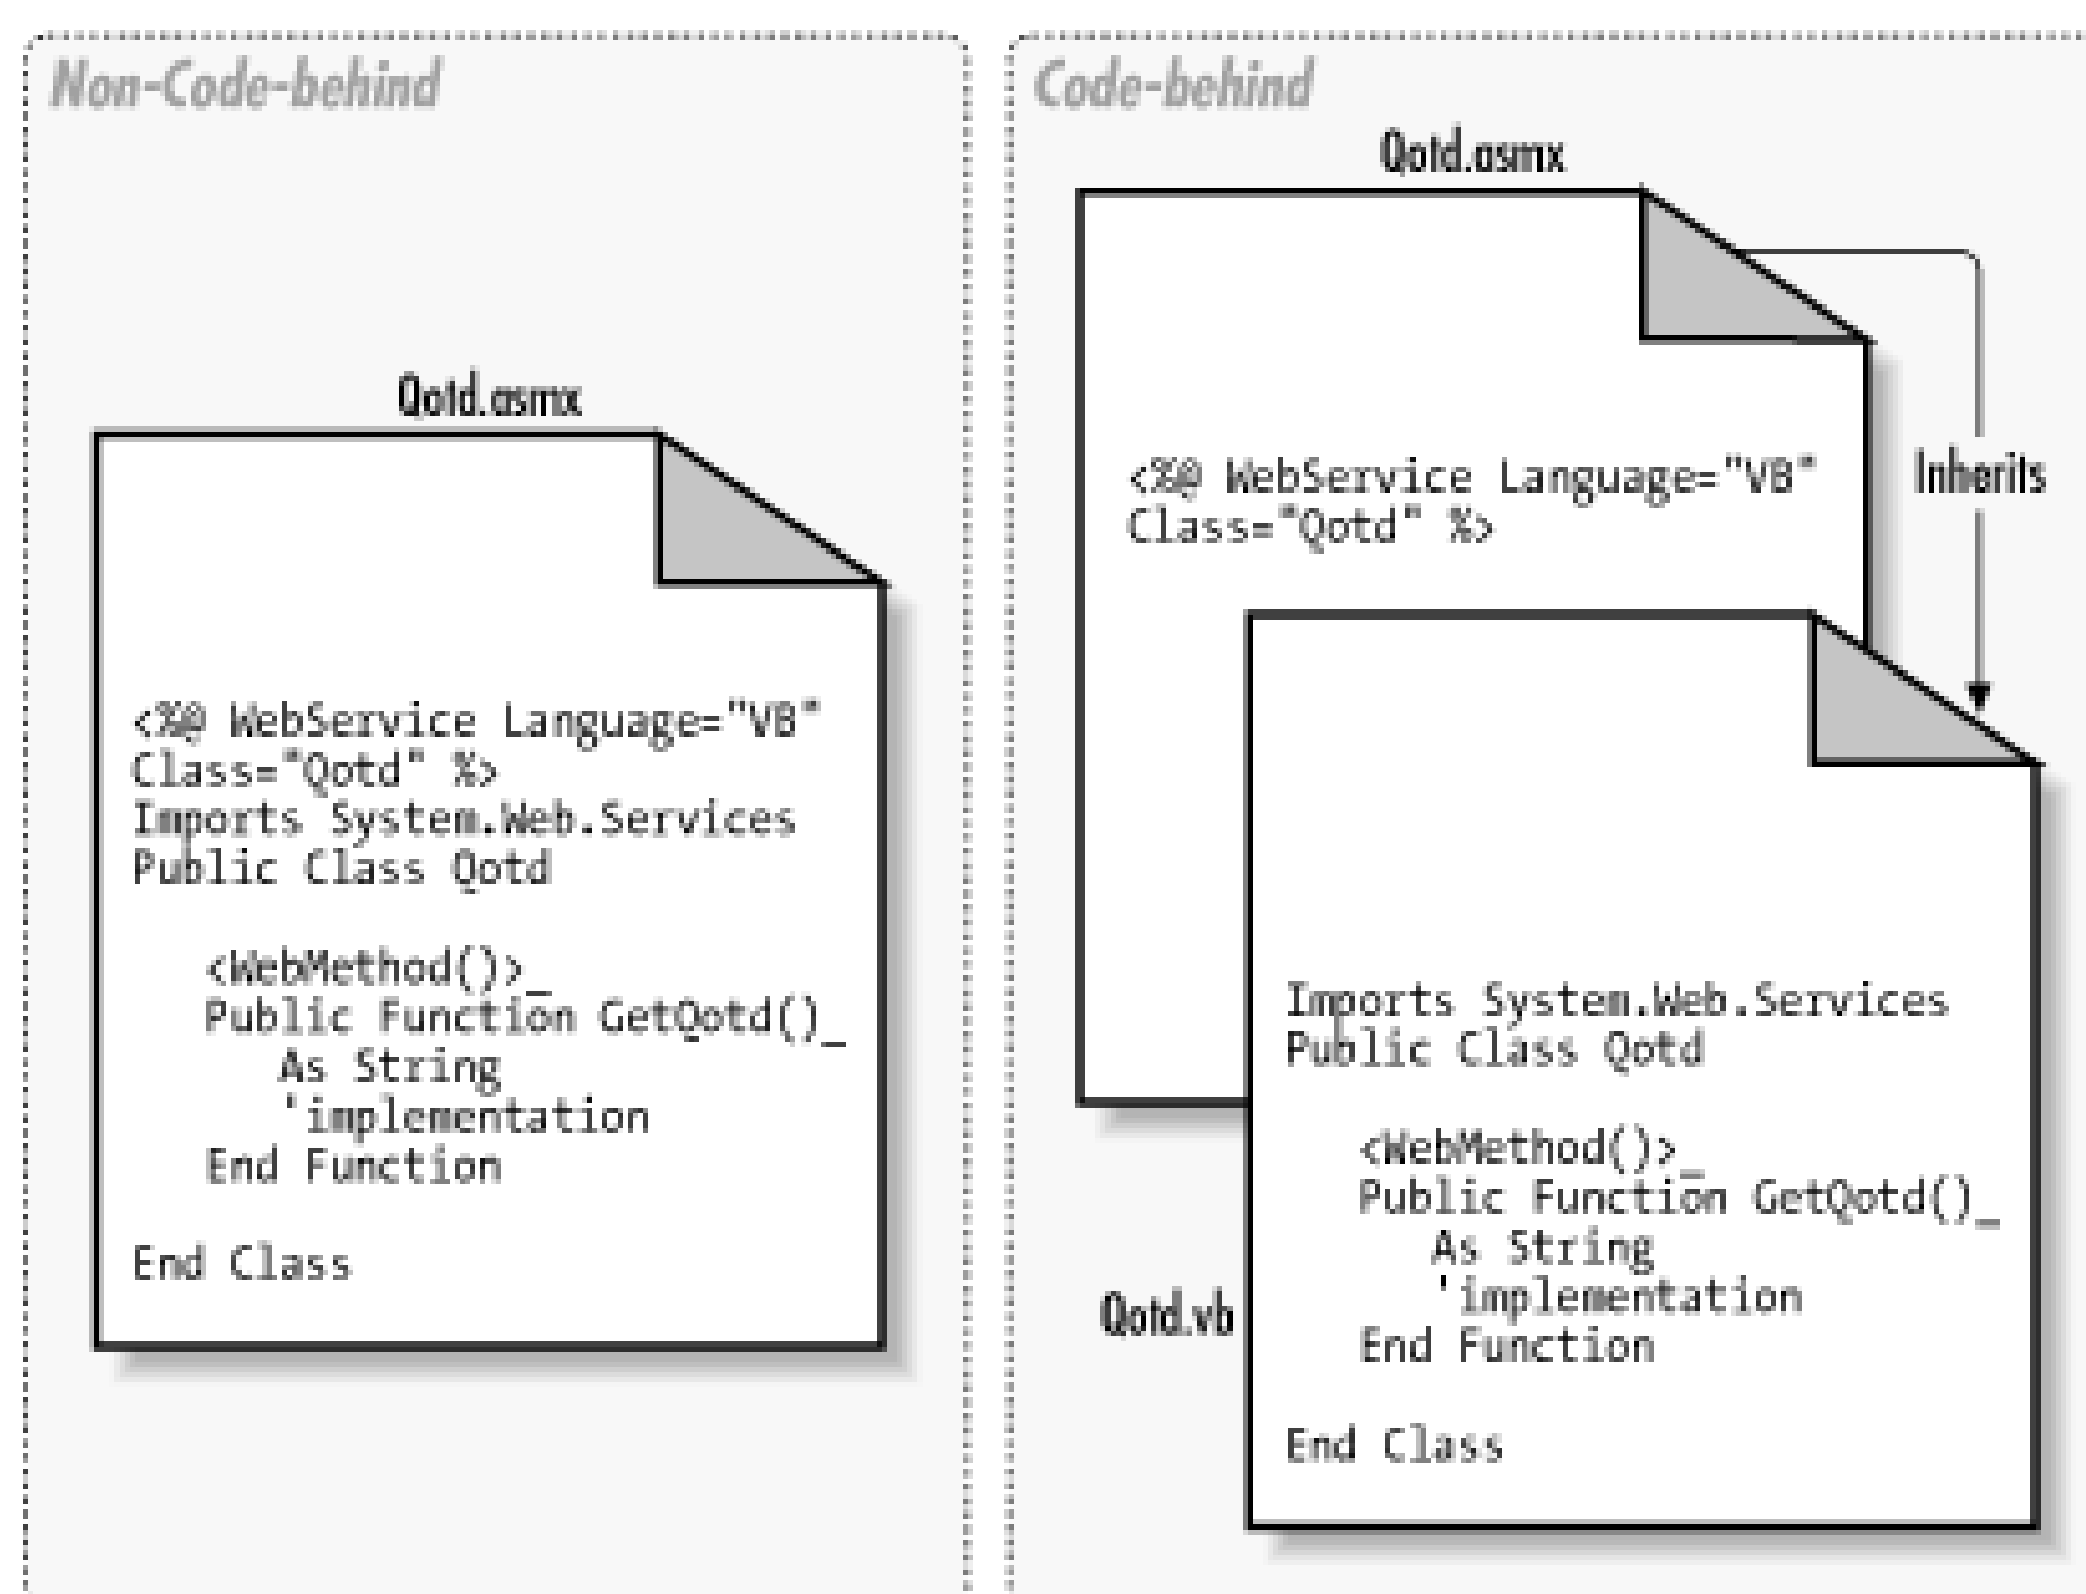 Non-Code-behind
Qotd.asmx
<%@ WebService Language="VB"
Class="Qotd" %>
Imports System.Web.Services
Public Class Qotd
<WebMethod()>_
Public Function GetQotd()_
As String
'implementation
End Function
End Class
Code-behind
Qotd.asmx
<%@ WebService Language="VB"
Class="Qotd" %>
Inherits
Imports System.Web.Services
Public Class Qotd
<WebMethod()>_
Public Function GetQotd()_
As String
'implementation
End Function
End Class
Qotd.vb